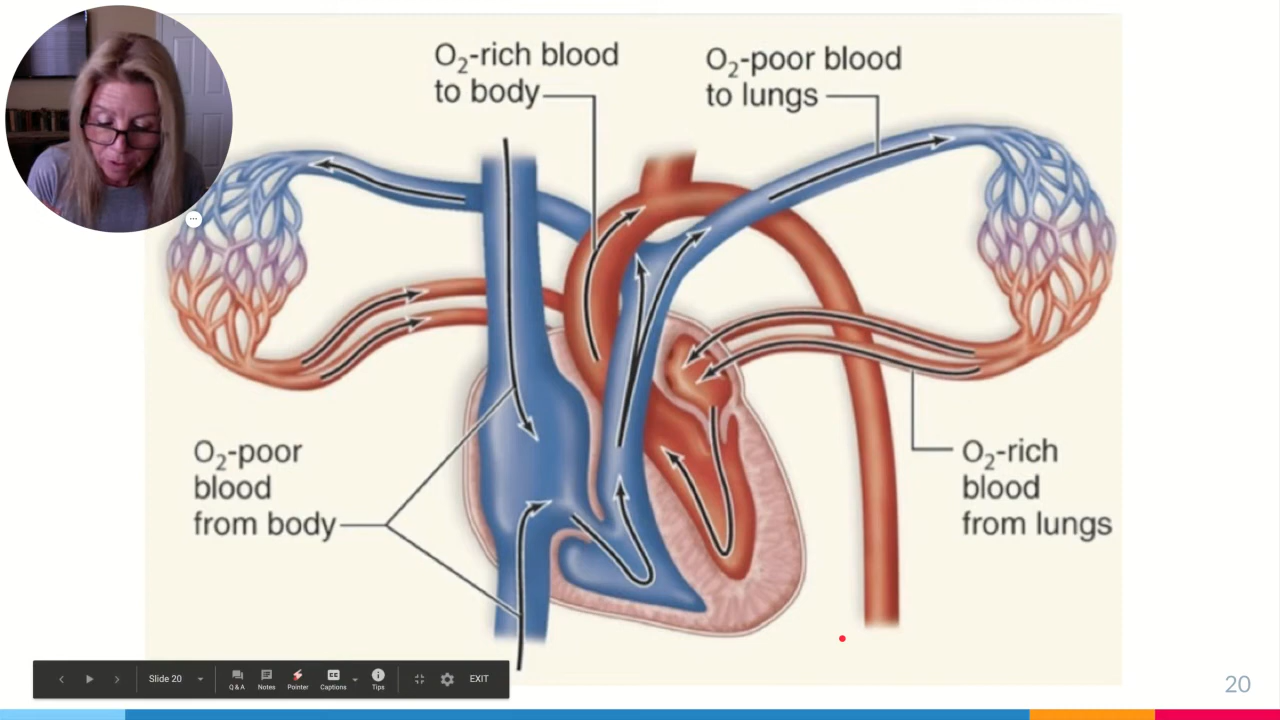 O₂-rich blood
to body
O₂-poor blood
to lungs
O₂-poor
blood
from body
O₂-rich
blood
from lungs
Slide 20
Q & A
Notes
Pointer
CC
Captions
Tips
EXIT
20